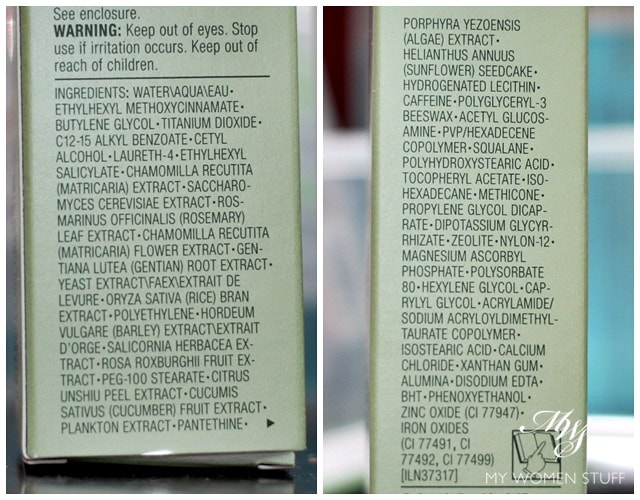 See enclosure.
WARNING: Keep out of eyes. Stop
use if irritation occurs. Keep out of
reach of children.
INGREDIENTS: WATER\AQUA\EAU•
ETHYLHEXYL METHOXYCINNAMATE•
BUTYLENE GLYCOL•TITANIUM DIOXIDE•
C12-15 ALKYL BENZOATE•CETYL
ALCOHOL•LAURETH-4•ETHYLHEXYL
SALICYLATE•CHAMOMILLA RECUTITA
(MATRICARIA) EXTRACT•SACCHARO-
MYCES CEREVISIAE EXTRACT•ROS-
MARINUS OFFICINALIS (ROSEMARY)
LEAF EXTRACT•CHAMOMILLA RECUTITA
(MATRICARIA) FLOWER EXTRACT•GEN-
TIANA LUTEA (GENTIAN) ROOT EXTRACT•
YEAST EXTRACT\FAEX\EXTRAIT DE
LEVURE•ORYZA SATIVA (RICE) BRAN
EXTRACT•POLYETHYLENE•HORDEUM
VULGARE (BARLEY) EXTRACT\EXTRAIT
D'ORGE•SALICORNIA HERBACEA EX-
TRACT•ROSA ROXBURGHII FRUIT EX-
TRACT•PEG-100 STEARATE•CITRUS
UNSHIU PEEL EXTRACT•CUCUMIS
SATIVUS (CUCUMBER) FRUIT EXTRACT•
PLANKTON EXTRACT•PANTETHINE•
PORPHYRA YEZOENSIS
(ALGAE) EXTRACT•
HELIANTHUS ANNUUS
(SUNFLOWER) SEEDCAKE•
HYDROGENATED LECITHIN•
CAFFEINE•POLYGLYCERYL-3
BEESWAX•ACETYL GLUCOS-
AMINE•PVP/HEXADECENE
COPOLYMER•SQUALANE•
POLYHYDROXYSTEARIC ACID•
TOCOPHERYL ACETATE•ISO-
HEXADECANE•METHICONE•
PROPYLENE GLYCOL DICAP-
RATE•DIPOTASSIUM GLYCYR-
RHIZATE•ZEOLITE•NYLON-12•
MAGNESIUM ASCORBYL
PHOSPHATE•POLYSORBATE
80•HEXYLENE GLYCOL•CAP-
RYLYL GLYCOL•ACRYLAMIDE/
SODIUM ACRYLOYLDIMETHYL-
TAURATE COPOLYMER•
ISOSTEARIC ACID•CALCIUM
CHLORIDE•XANTHAN GUM•
ALUMINA•DISODIUM EDTA•
BHT•PHENOXYETHANOL•
ZINC OXIDE (CI 77947)•
IRON OXIDES
(CI 77491, CI
77492, CI 77499)
[ILN37317]
MWS
MY WOMEN STUFF